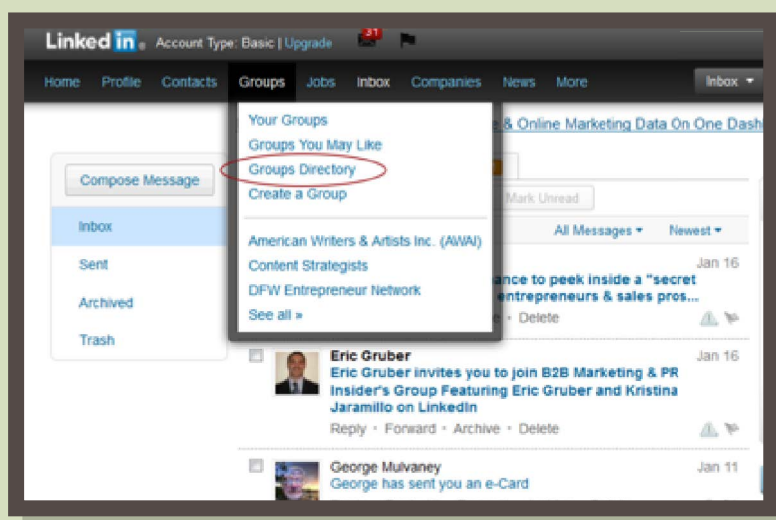 Linked in Account Type: Basic | Upgrade 31
Home Profile Contacts Groups Jobs Inbox Companies News More Inbox
Your Groups
Groups You May Like
Groups Directory
Create a Group
American Writers & Artists Inc. (AWAI)
Content Strategists
DFW Entrepreneur Network
See all »
& Online Marketing Data On One Dash
Compose Message
Inbox
Sent
Archived
Trash
Mark Unread
All Messages Newest
Jan 16
to peek inside a "secret
entrepreneurs & sales pros...
Delete
Eric Gruber Jan 16
Eric Gruber invites you to join B2B Marketing & PR
Insider's Group Featuring Eric Gruber and Kristina
Jaramillo on LinkedIn
Reply · Forward · Archive · Delete
George Mulvaney Jan 11
George has sent you an e-Card